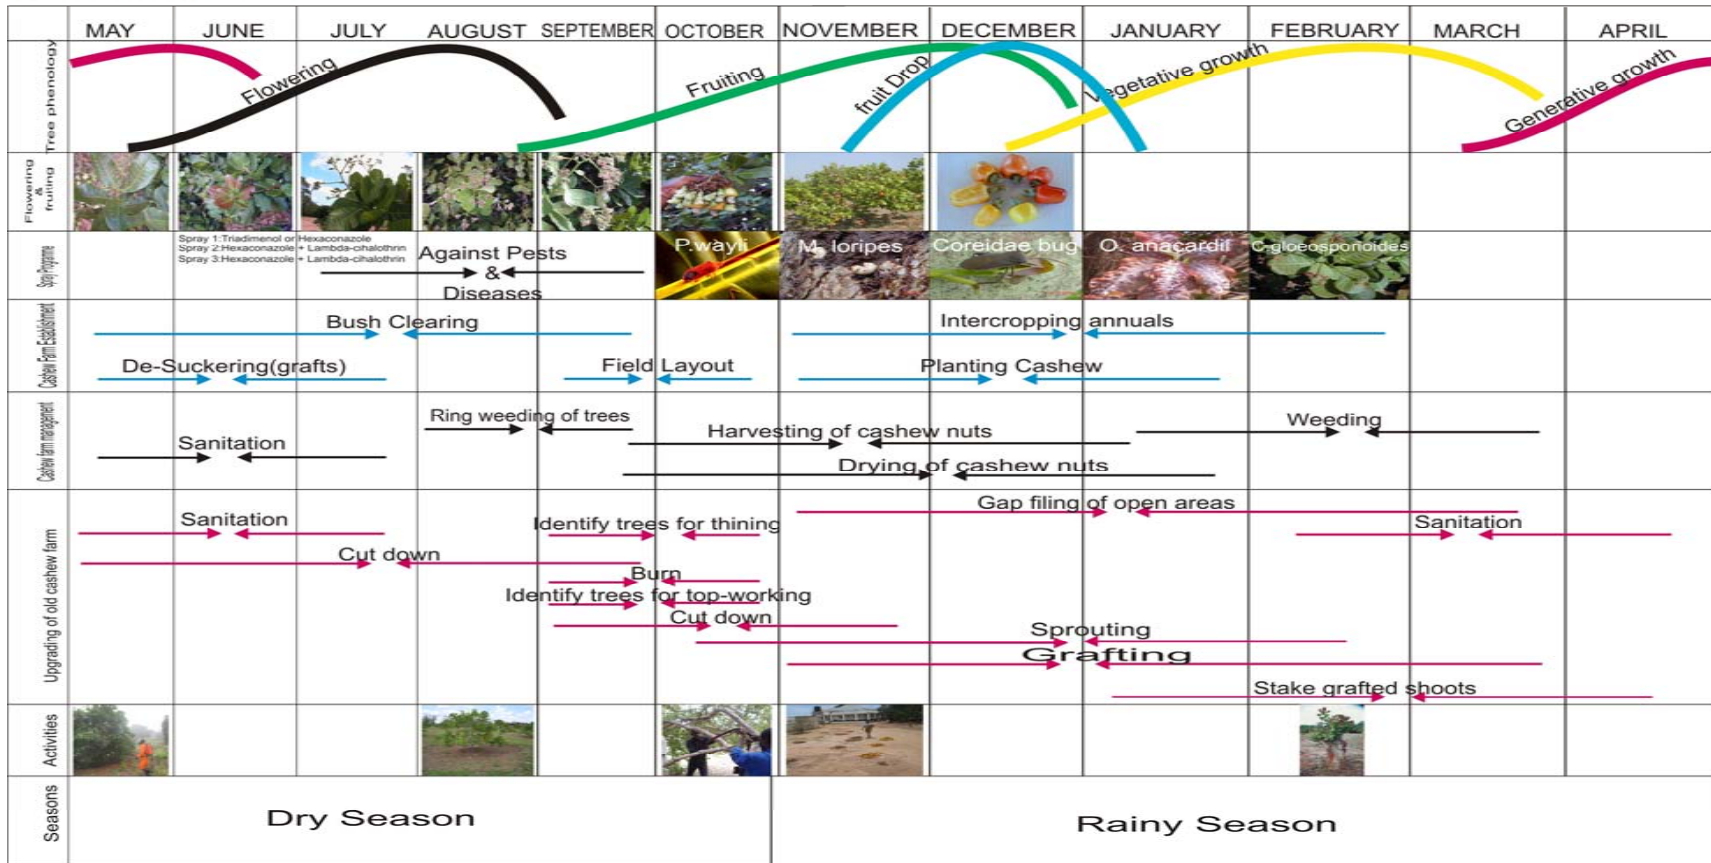 MAY JUNE JULY AUGUST SEPTEMBER OCTOBER NOVEMBER DECEMBER JANUARY FEBRUARY MARCH APRIL
Tree phenology
Flowering
Fruiting
fruit Drop
Vegetative growth
Generative growth
Flowering
&
fruiting
Spray Programe
Spray 1:Triadimenol or Hexaconazole
Spray 2:Hexaconazole + Lambda-cihalothrin
Spray 3:Hexaconazole + Lambda-cihalothrin
Against Pests
&
Diseases
P.wayli
M. loripes
Coreidae bug
O. anacardil
C-gloeosporioides
Cashew Farm Establishment
Bush Clearing
Intercropping annuals
De-Suckering(grafts)
Field Layout
Planting Cashew
Cashew farm management
Ring weeding of trees
Weeding
Sanitation
Harvesting of cashew nuts
Drying of cashew nuts
Upgrading of old cashew farm
Gap filing of open areas
Sanitation
Identify trees for thining
Sanitation
Cut down
Burn
Identify trees for top-working
Cut down
Sprouting
Grafting
Stake grafted shoots
Activities
Seasons
Dry Season
Rainy Season